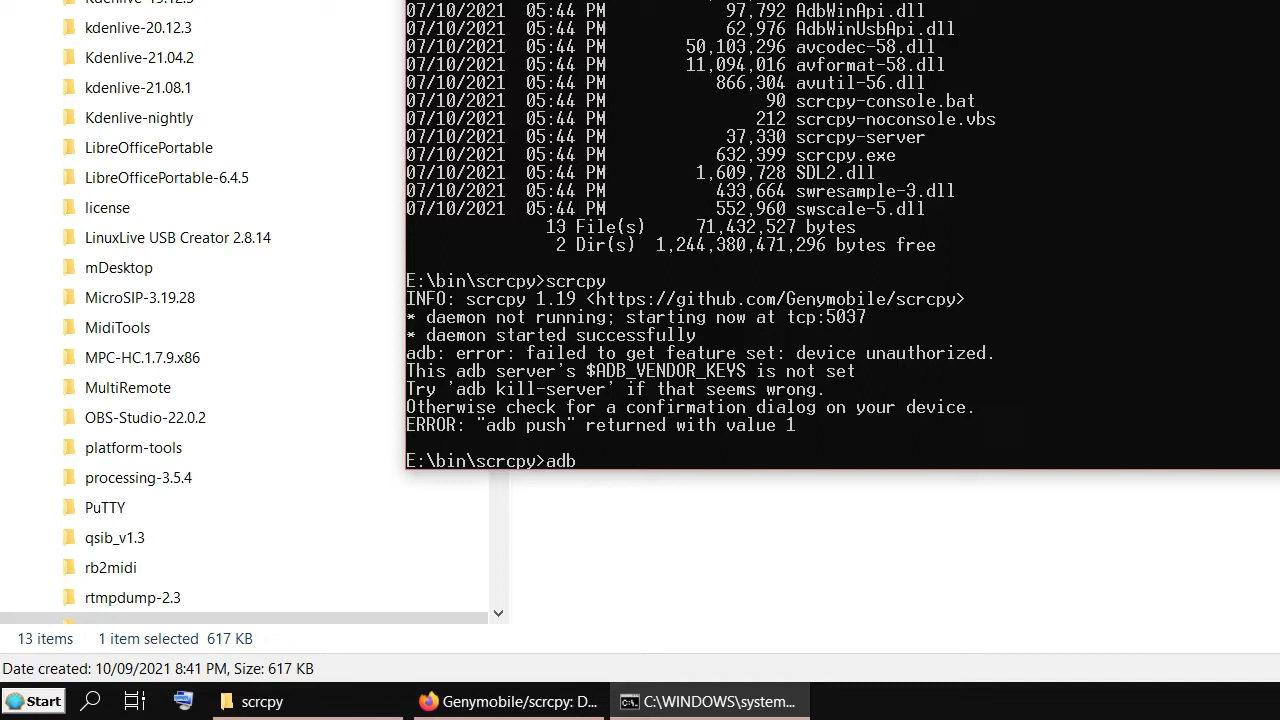 kdenlive-20.12.3
Kdenlive-21.04.2
kdenlive-21.08.1
Kdenlive-nightly
LibreOfficePortable
LibreOfficePortable-6.4.5
license
LinuxLive USB Creator 2.8.14
mDesktop
MicroSIP-3.19.28
MidiTools
MPC-HC.1.7.9.x86
MultiRemote
OBS-Studio-22.0.2
platform-tools
processing-3.5.4
PuTTY
qsib_v1.3
rb2midi
rtmpdump-2.3
07/10/2021 05:44 PM 97,792 AdbWinApi.dll
07/10/2021 05:44 PM 62,976 AdbWinUsbApi.dll
07/10/2021 05:44 PM 50,103,296 avcodec-58.dll
07/10/2021 05:44 PM 11,094,016 avformat-58.dll
07/10/2021 05:44 PM 866,304 avutil-56.dll
07/10/2021 05:44 PM 90 scrcpy-console.bat
07/10/2021 05:44 PM 212 scrcpy-noconsole.vbs
07/10/2021 05:44 PM 37,330 scrcpy-server
07/10/2021 05:44 PM 632,399 scrcpy.exe
07/10/2021 05:44 PM 1,609,728 SDL2.dll
07/10/2021 05:44 PM 433,664 swresample-3.dll
07/10/2021 05:44 PM 552,960 swscale-5.dll
13 File(s) 71,432,527 bytes
2 Dir(s) 1,244,380,471,296 bytes free
E:\bin\scrcpy>scrcpy
INFO: scrcpy 1.19 <https://github.com/Genymobile/scrcpy>
* daemon not running; starting now at tcp:5037
* daemon started successfully
adb: error: failed to get feature set: device unauthorized.
This adb server's $ADB_VENDOR_KEYS is not set
Try 'adb kill-server' if that seems wrong.
Otherwise check for a confirmation dialog on your device.
ERROR: "adb push" returned with value 1
E:\bin\scrcpy>adb
13 items 1 item selected 617 KB
Date created: 10/09/2021 8:41 PM, Size: 617 KB
Start scrcpy Genymobile/scrcpy: D... C:\WINDOWS\system...